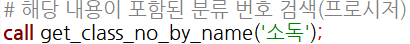 # 해당 내용이 포함된 분류 번호 검색(프로시저)
call get_class_no_by_name('소독');